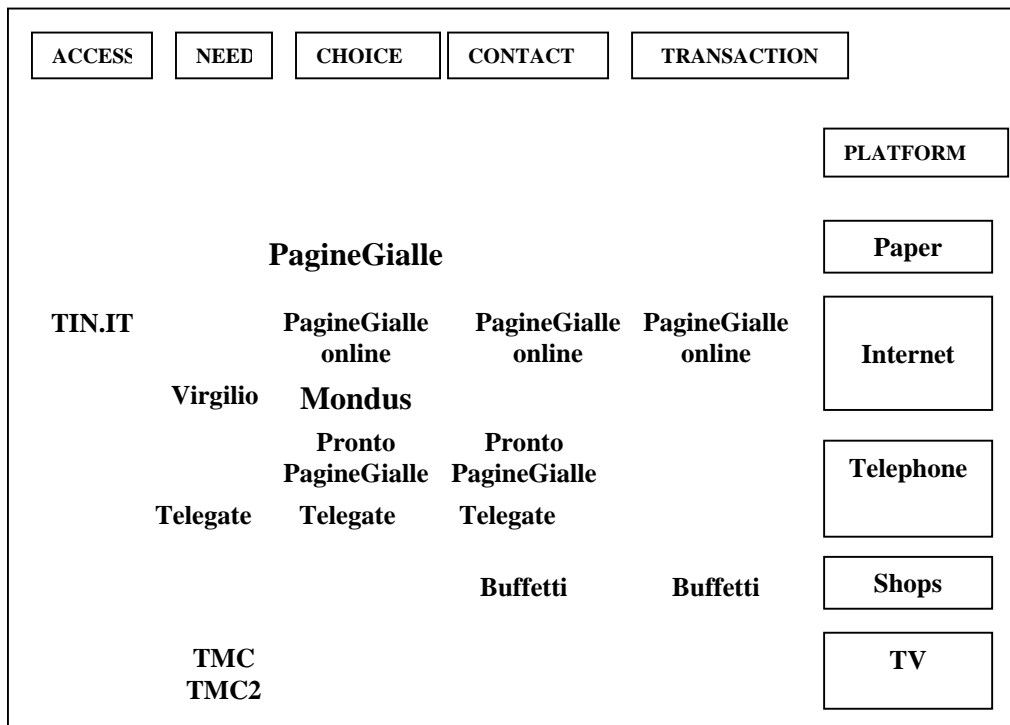 ACCESS NEED CHOICE CONTACT TRANSACTION
PLATFORM
PagineGialle Paper
TIN.IT PagineGialle PagineGialle PagineGialle
online online online Internet
Virgilio Mondus
Pronto Pronto
PagineGialle PagineGialle Telephone
Telegate Telegate Telegate
Buffetti Buffetti Shops
TMC TV
TMC2